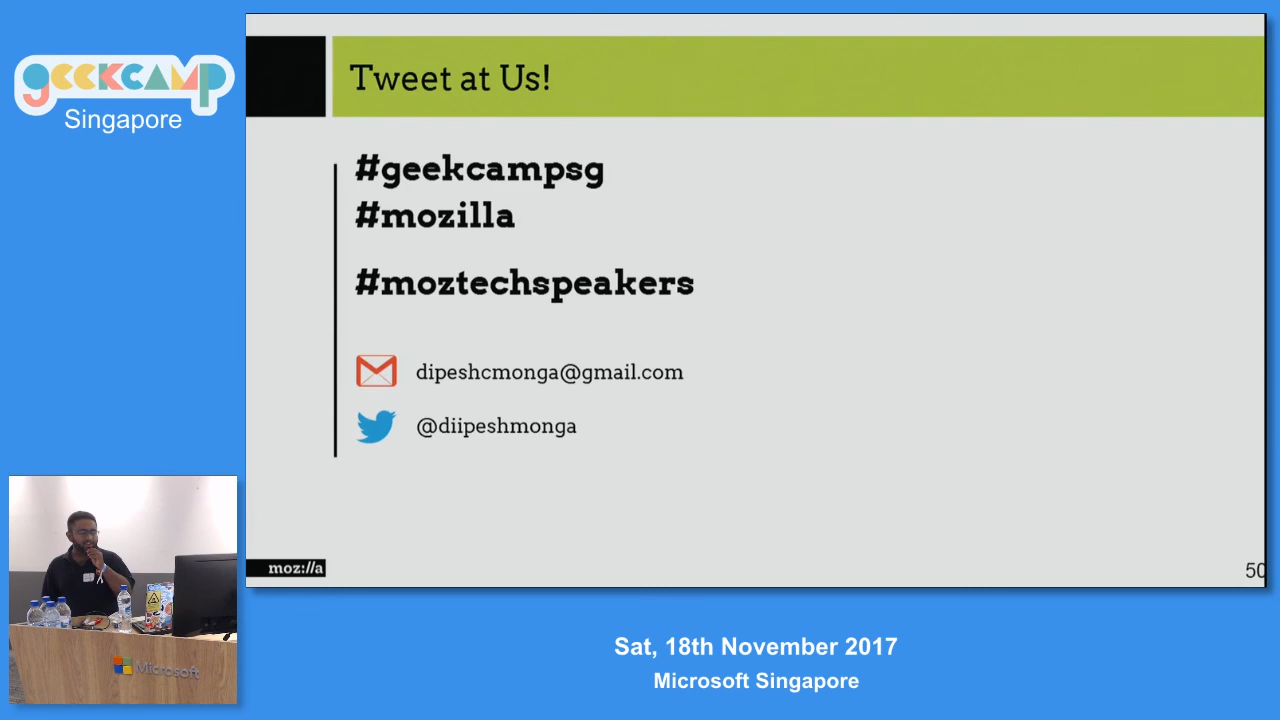 geekcamp
Singapore
Tweet at Us!
#geekcampsg
#mozilla
#moztechspeakers
dipeshcmonga@gmail.com
@diipeshmonga
moz://a
50
Microsoft
Sat, 18th November 2017
Microsoft Singapore